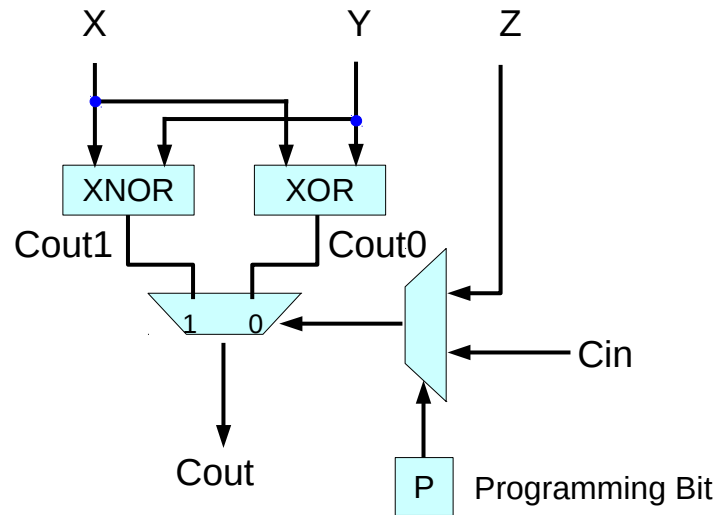 X Y Z
XNOR XOR
Cout1 Cout0
1 0
Cin
Cout
P Programming Bit